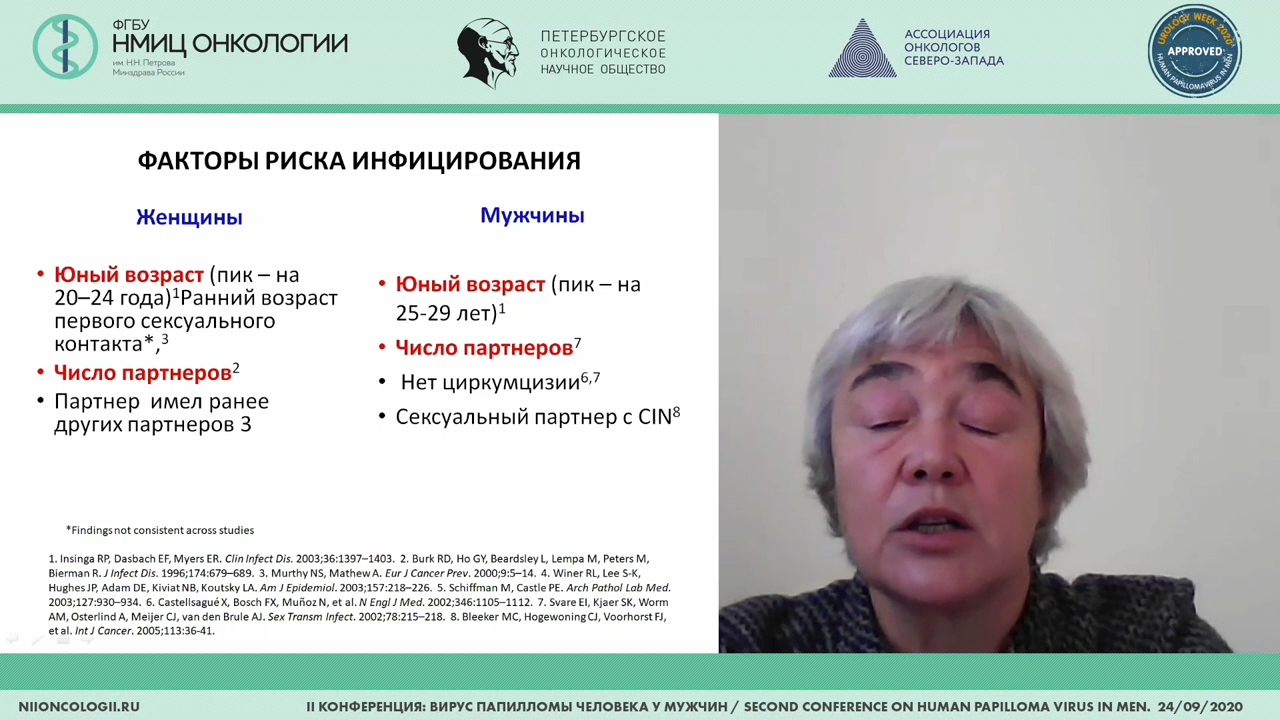 ФГБУ
НМИЦ ОНКОЛОГИИ
им. Н.Н. Петрова
Минздрава России
ПЕТЕРБУРГСКОЕ
ОНКОЛОГИЧЕСКОЕ
НАУЧНОЕ ОБЩЕСТВО
АССОЦИАЦИЯ
ОНКОЛОГОВ
СЕВЕРО-ЗАПАДА
UROLOGY WEEK 2020
APPROVED
HUMAN PAPILLOMAVIRUS IN MEN
ФАКТОРЫ РИСКА ИНФИЦИРОВАНИЯ
Женщины
• Юный возраст (пик – на
20–24 года)¹Ранний возраст
первого сексуального
контакта*,³
• Число партнеров²
• Партнер имел ранее
других партнеров 3
Мужчины
• Юный возраст (пик – на
25-29 лет)¹
• Число партнеров⁷
• Нет циркумцизии⁶,⁷
• Сексуальный партнер с CIN⁸
*Findings not consistent across studies
1. Insinga RP, Dasbach EF, Myers ER. Clin Infect Dis. 2003;36:1397–1403. 2. Burk RD, Ho GY, Beardsley L, Lempa M, Peters M,
Bierman R. J Infect Dis. 1996;174:679–689. 3. Murthy NS, Mathew A. Eur J Cancer Prev. 2000;9:5–14. 4. Winer RL, Lee S-K,
Hughes JP, Adam DE, Kiviat NB, Koutsky LA. Am J Epidemiol. 2003;157:218–226. 5. Schiffman M, Castle PE. Arch Pathol Lab Med.
2003;127:930–934. 6. Castellsagué X, Bosch FX, Muñoz N, et al. N Engl J Med. 2002;346:1105–1112. 7. Svare EI, Kjaer SK, Worm
AM, Osterlind A, Meijer CJ, van den Brule AJ. Sex Transm Infect. 2002;78:215–218. 8. Bleeker MC, Hogewoning CJ, Voorhorst FJ,
et al. Int J Cancer. 2005;113:36-41.
NIIONCOLOGII.RU
II КОНФЕРЕНЦИЯ: ВИРУС ПАПИЛЛОМЫ ЧЕЛОВЕКА У МУЖЧИН / SECOND CONFERENCE ON HUMAN PAPILLOMA VIRUS IN MEN. 24/09/2020